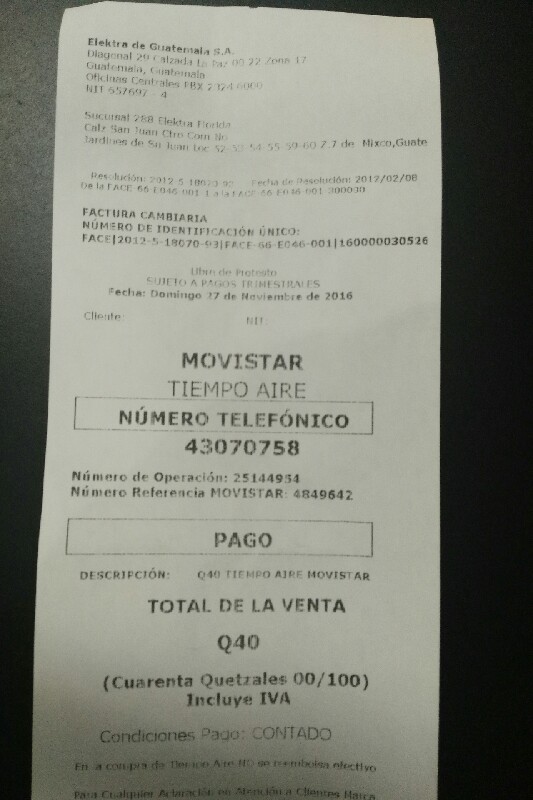 Elektra de Guatemala S.A.
Diagonal 29 Calzada La Paz 00 22 Zona 17
Guatemala, Guatemala
Oficinas Centrales PBX 2324 6000
NIT 657697 - 4
Sucursal 288 Elektra Florida
Calz San Juan Ctro Com No
Jardines de Sn Juan Loc 52-53-54-55-59-60 Z.7 de Mixco,Guate
Resolución: 2012-5-18070-93 Fecha de Resolución: 2012/02/08
De la FACE-66-E046-001 1 a la FACE-66-E046-001 300000
FACTURA CAMBIARIA
NÚMERO DE IDENTIFICACIÓN ÚNICO:
FACE|2012-5-18070-93|FACE-66-E046-001|160000030526
Libre de Protesto
SUJETO A PAGOS TRIMESTRALES
Fecha: Domingo 27 de Noviembre de 2016
Cliente: NIT
MOVISTAR
TIEMPO AIRE
NÚMERO TELEFÓNICO
43070758
Número de Operación: 25144954
Número Referencia MOVISTAR: 4849642
PAGO
DESCRIPCIÓN: Q40 TIEMPO AIRE MOVISTAR
TOTAL DE LA VENTA
Q40
(Cuarenta Quetzales 00/100)
Incluye IVA
Condiciones Pago: CONTADO
En la compra de Tiempo Aire NO se reembolsa efectivo
Para Cualquier Aclaración en Atención a Clientes Marca